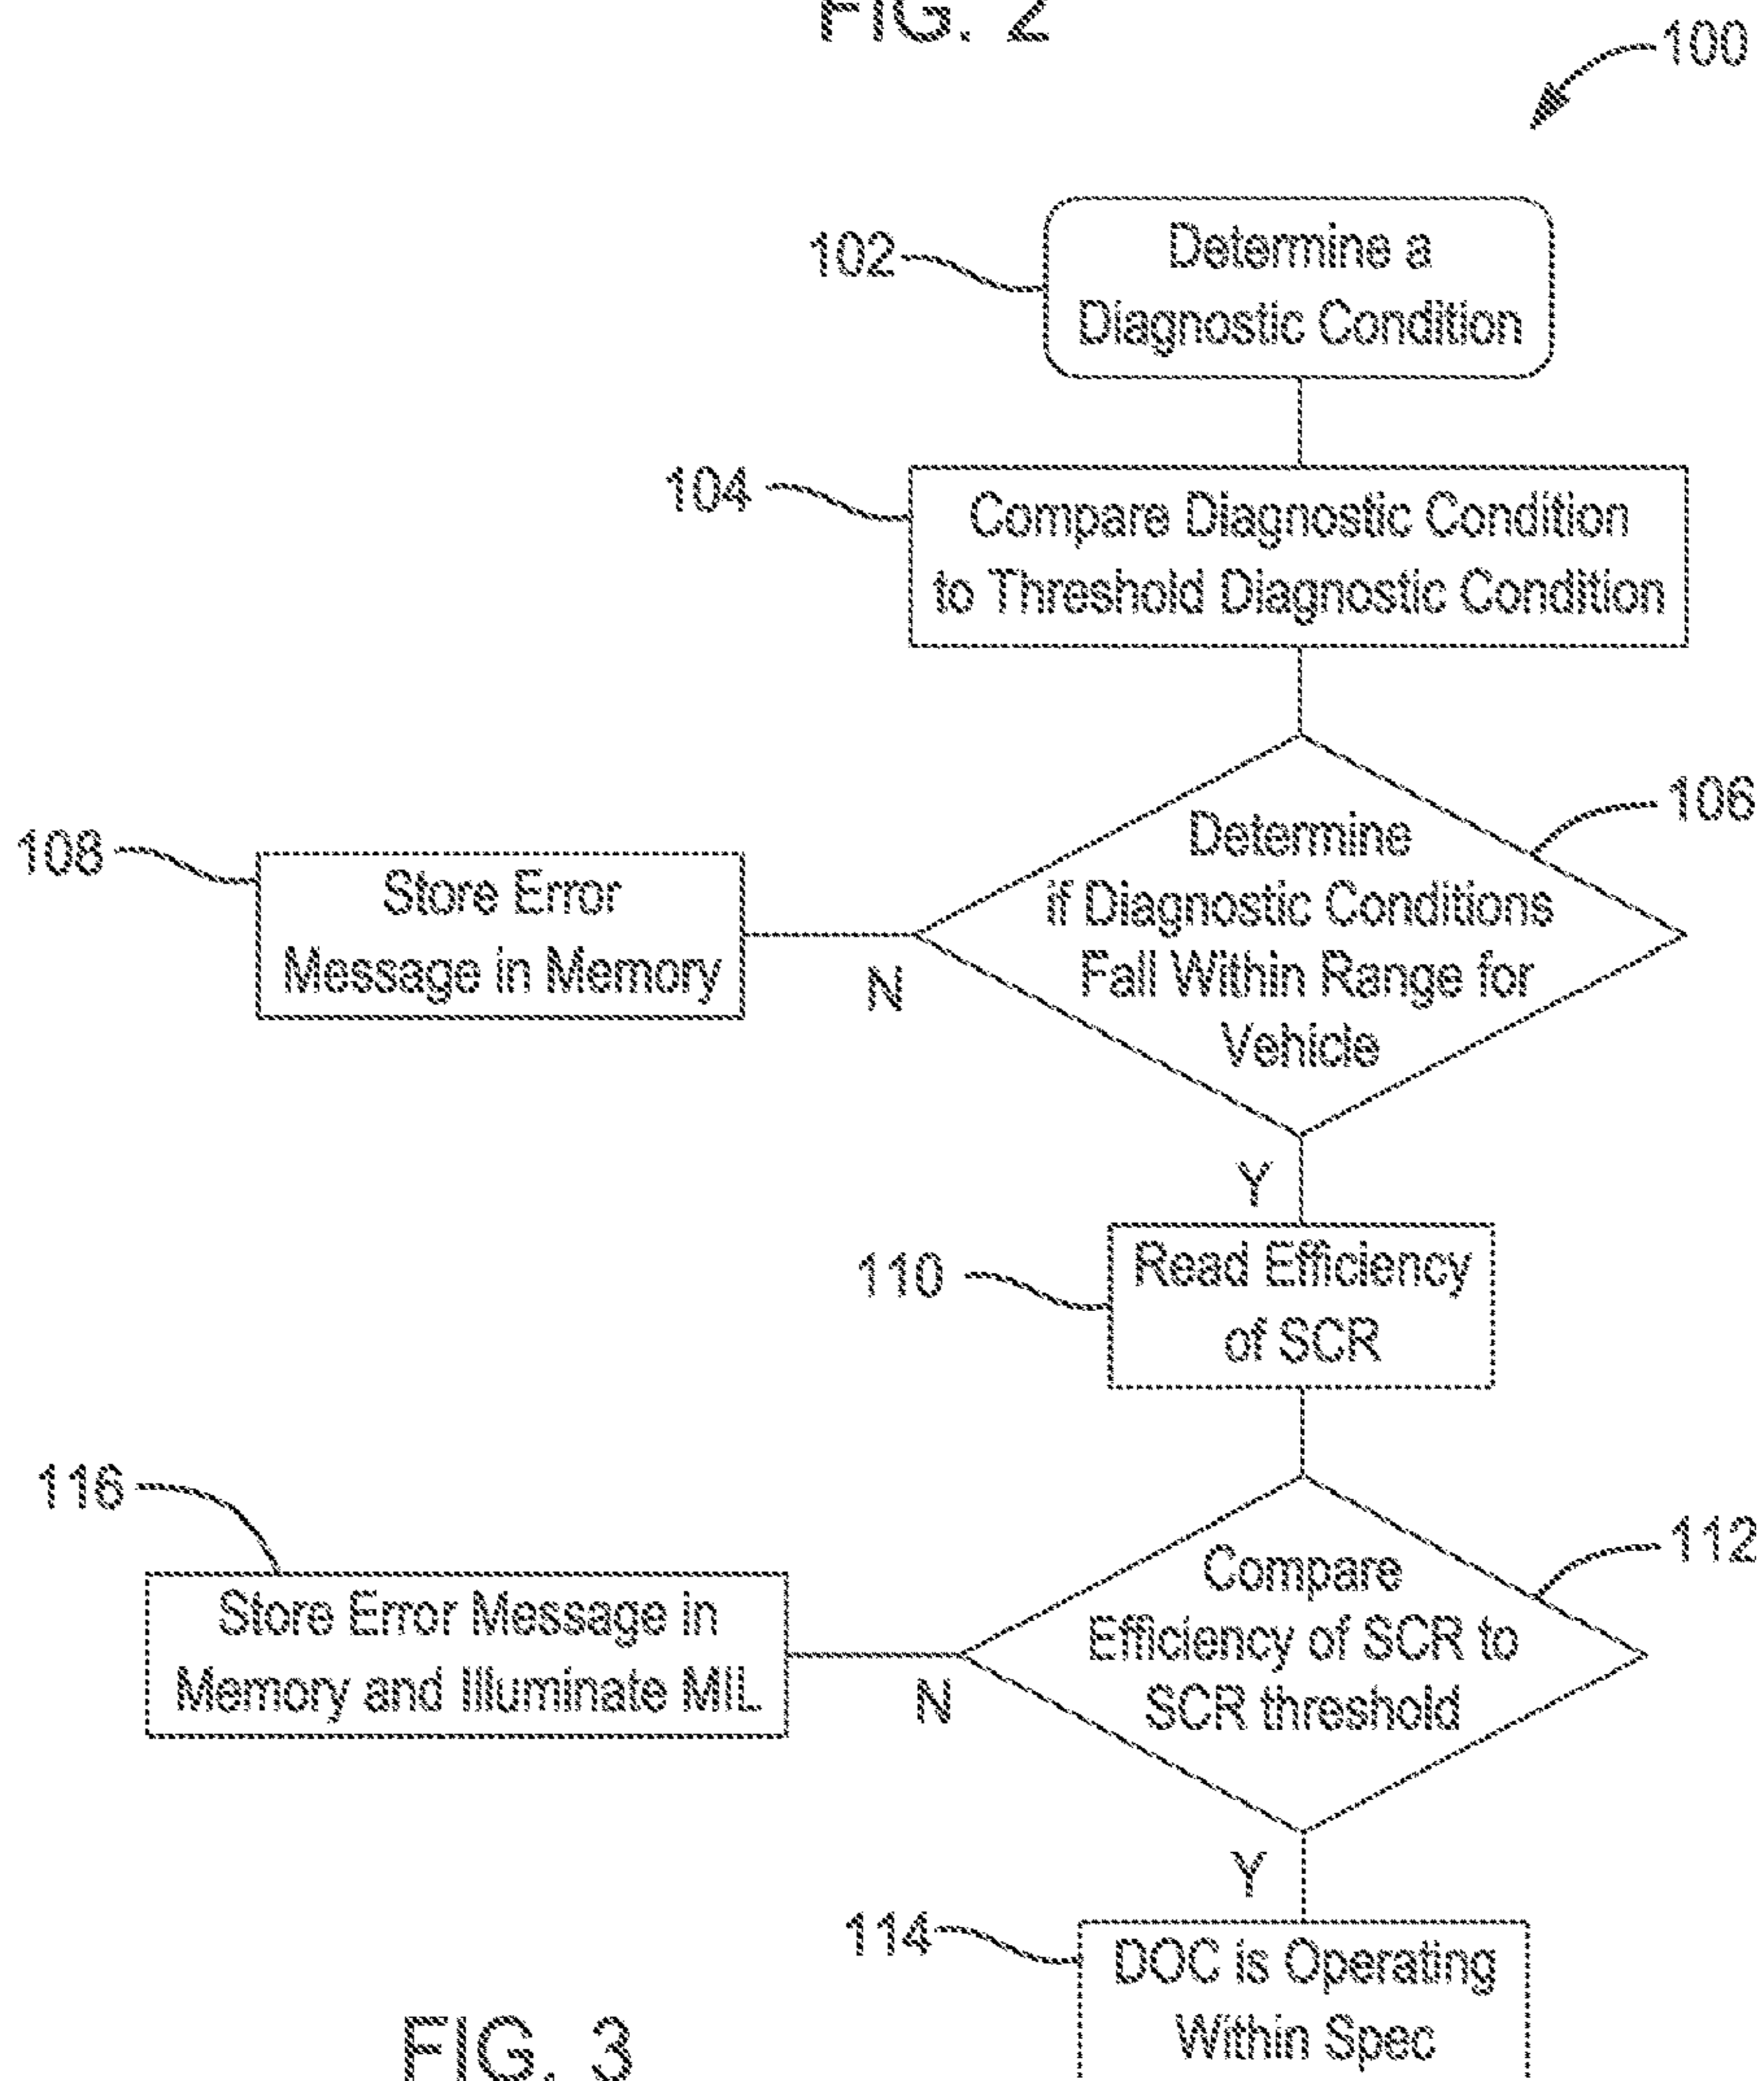 FIG. 2
100
102
Determine a
Diagnostic Condition
104
Compare Diagnostic Condition
to Threshold Diagnostic Condition
106
Determine
if Diagnostic Conditions
Fall Within Range for
Vehicle
108
Store Error
Message in Memory
N
Y
110
Read Efficiency
of SCR
116
Store Error Message in
Memory and Illuminate MIL
112
Compare
Efficiency of SCR to
SCR threshold
N
Y
114
DOC is Operating
Within Spec
FIG. 3